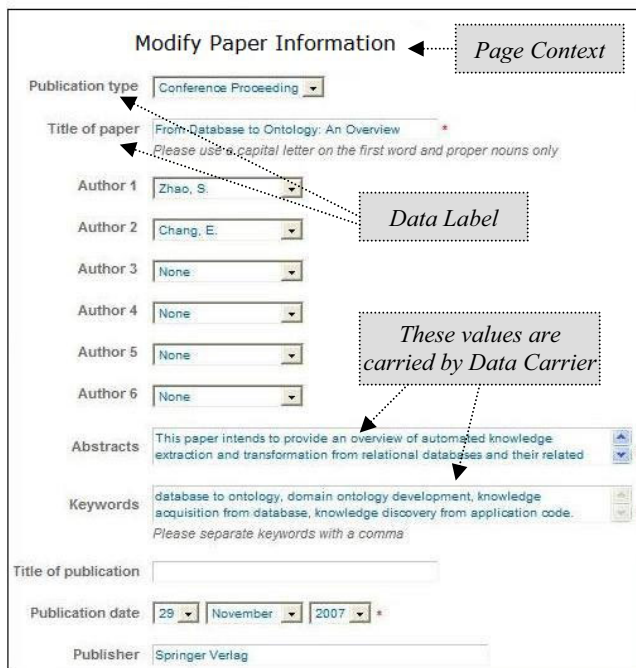 Modify Paper Information
Page Context
Publication type Conference Proceeding
Title of paper From Database to Ontology: An Overview *
Please use a capital letter on the first word and proper nouns only
Author 1 Zhao, S.
Data Label
Author 2 Chang, E.
Author 3 None
Author 4 None
These values are
carried by Data Carrier
Author 5 None
Author 6 None
Abstracts This paper intends to provide an overview of automated knowledge
extraction and transformation from relational databases and their related
Keywords database to ontology, domain ontology development, knowledge
acquisition from database, knowledge discovery from application code.
Please separate keywords with a comma
Title of publication
Publication date 29 November 2007 *
Publisher Springer Verlag